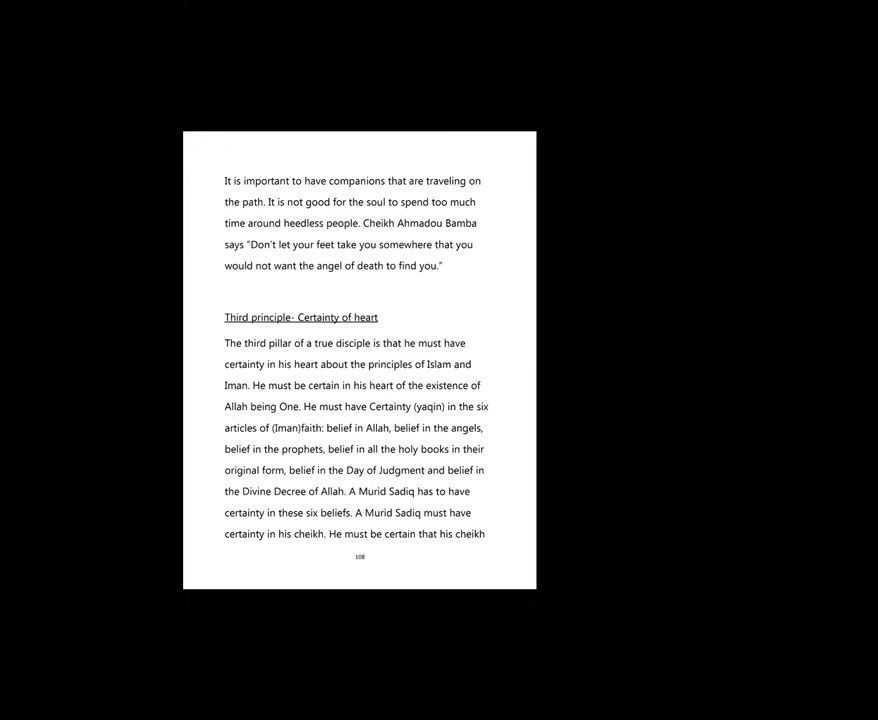 It is important to have companions that are traveling on
the path. It is not good for the soul to spend too much
time around heedless people. Cheikh Ahmadou Bamba
says “Don’t let your feet take you somewhere that you
would not want the angel of death to find you.”
Third principle- Certainty of heart
The third pillar of a true disciple is that he must have
certainty in his heart about the principles of Islam and
Iman. He must be certain in his heart of the existence of
Allah being One. He must have Certainty (yaqin) in the six
articles of (Iman)faith: belief in Allah, belief in the angels,
belief in the prophets, belief in all the holy books in their
original form, belief in the Day of Judgment and belief in
the Divine Decree of Allah. A Murid Sadiq has to have
certainty in these six beliefs. A Murid Sadiq must have
certainty in his cheikh. He must be certain that his cheikh
108